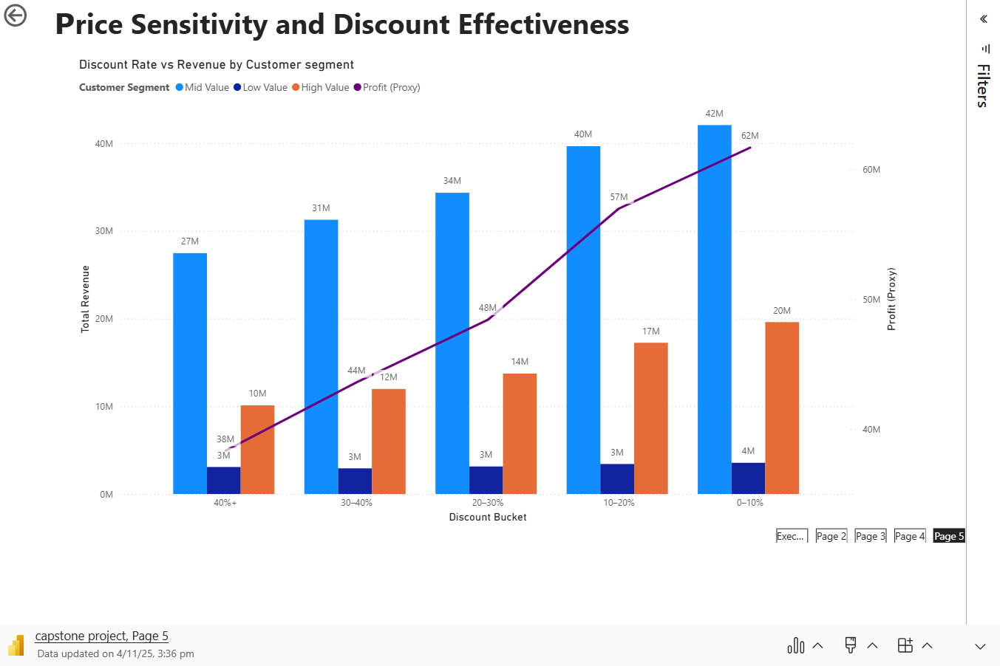 Price Sensitivity and Discount Effectiveness
Discount Rate vs Revenue by Customer segment
Customer Segment Mid Value Low Value High Value Profit (Proxy)
42M
40M
62M
40M
60M
34M
57M
31M
30M
27M
Total Revenue
Profit (Proxy)
48M
50M
20M
20M
17M
44M
12M
14M
10M
10M
38M
40M
3M
3M
3M
3M
4M
0M
40%+
30–40%
20–30%
10–20%
0–10%
Discount Bucket
Exec...
Page 2
Page 3
Page 4
Page 5
Filters
capstone project, Page 5
Data updated on 4/11/25, 3:36 pm